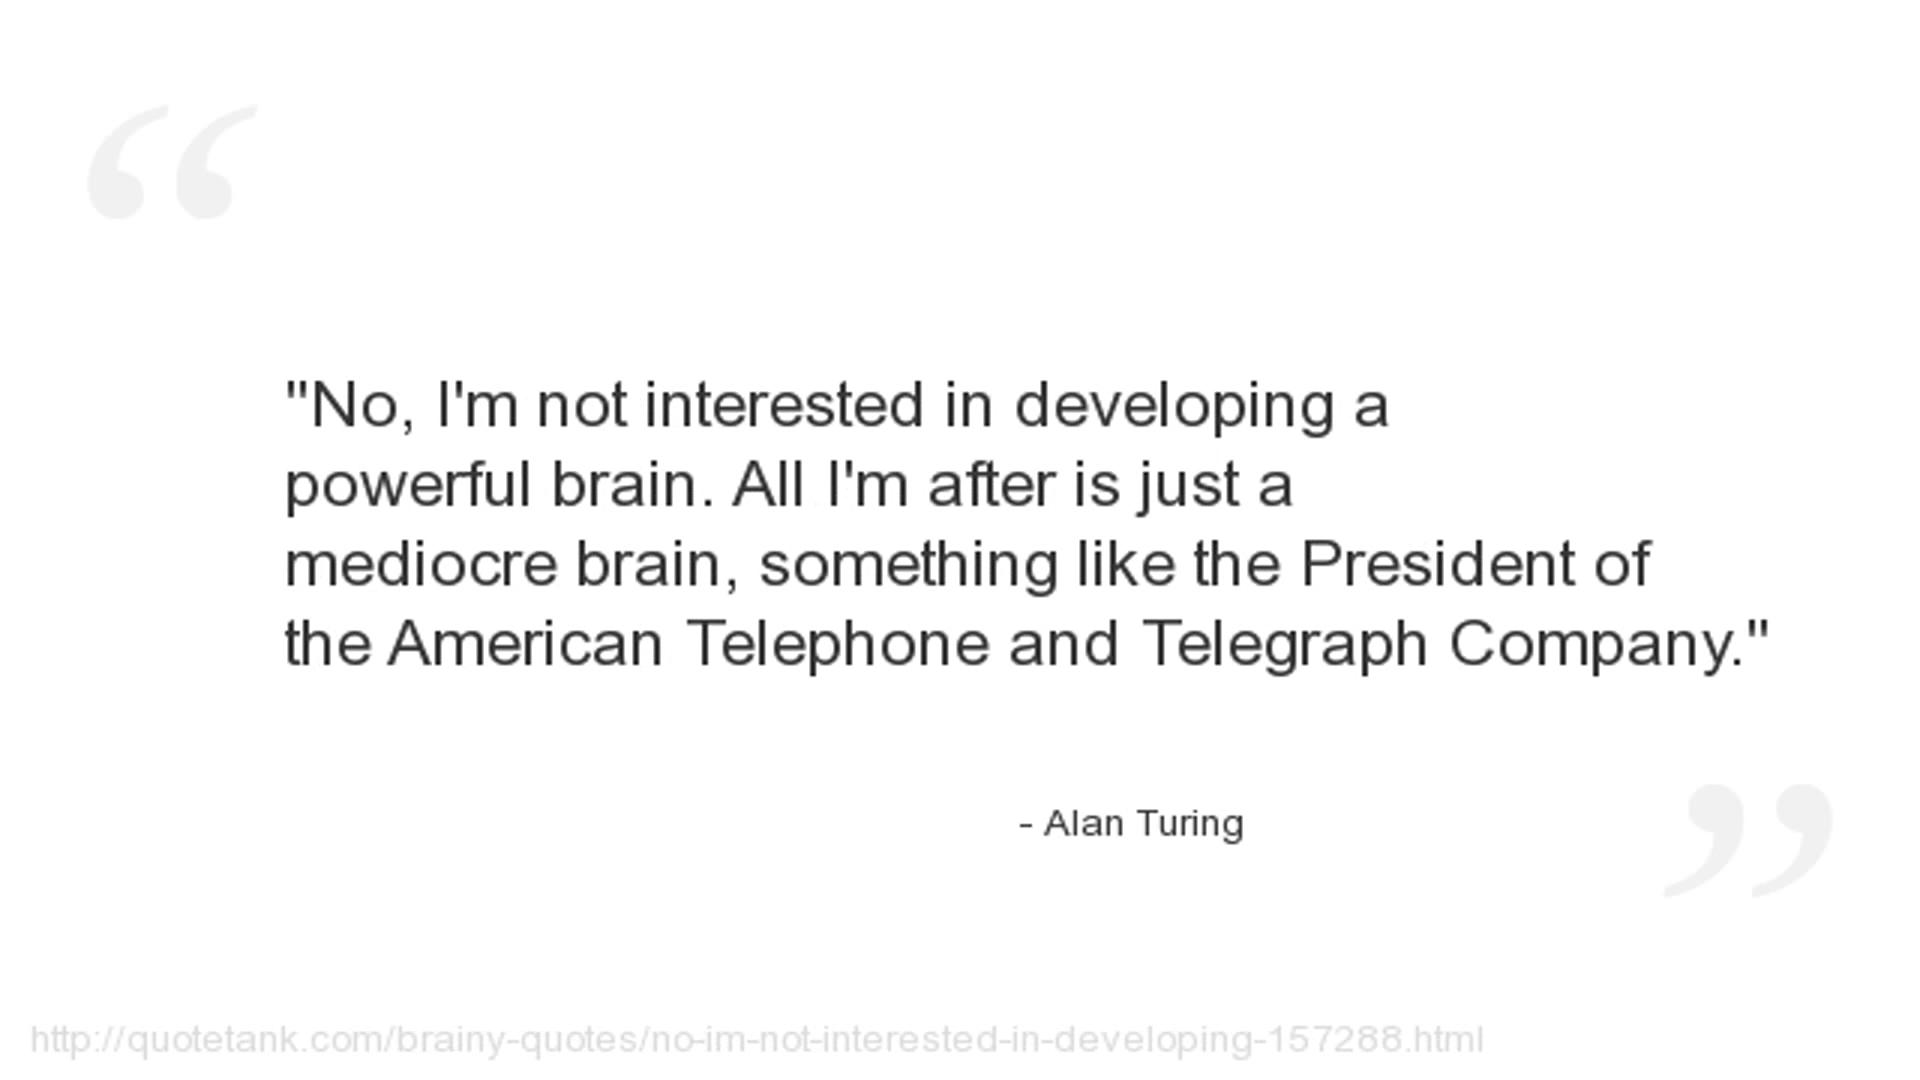 “
"No, I'm not interested in developing a
powerful brain. All I'm after is just a
mediocre brain, something like the President of
the American Telephone and Telegraph Company."
- Alan Turing
”
http://quotetank.com/brainy-quotes/no-im-not-interested-in-developing-157288.html